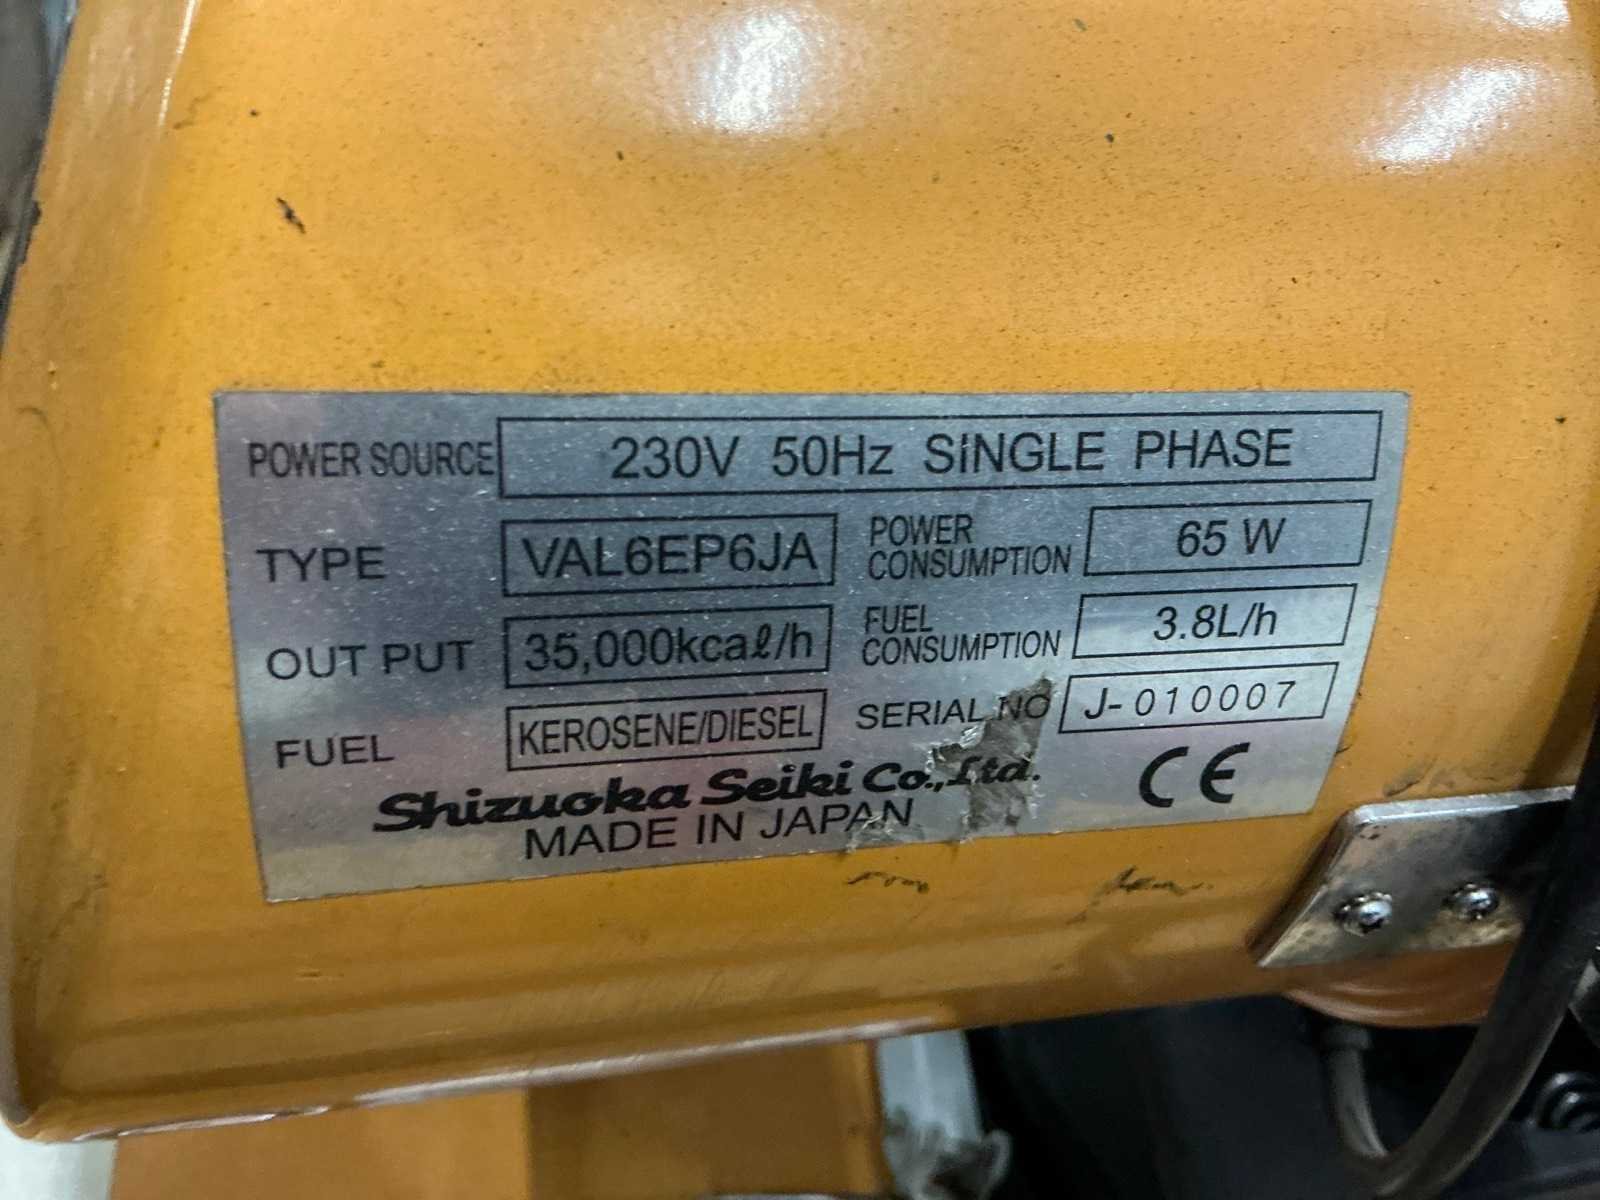 POWER SOURCE 230V 50Hz SINGLE PHASE
TYPE VAL6EP6JA POWER CONSUMPTION 65 W
OUT PUT 35,000kcaℓ/h FUEL CONSUMPTION 3.8L/h
FUEL KEROSENE/DIESEL SERIAL NO J-010007
Shizuoka Seiki Co.,Ltd.
MADE IN JAPAN CE